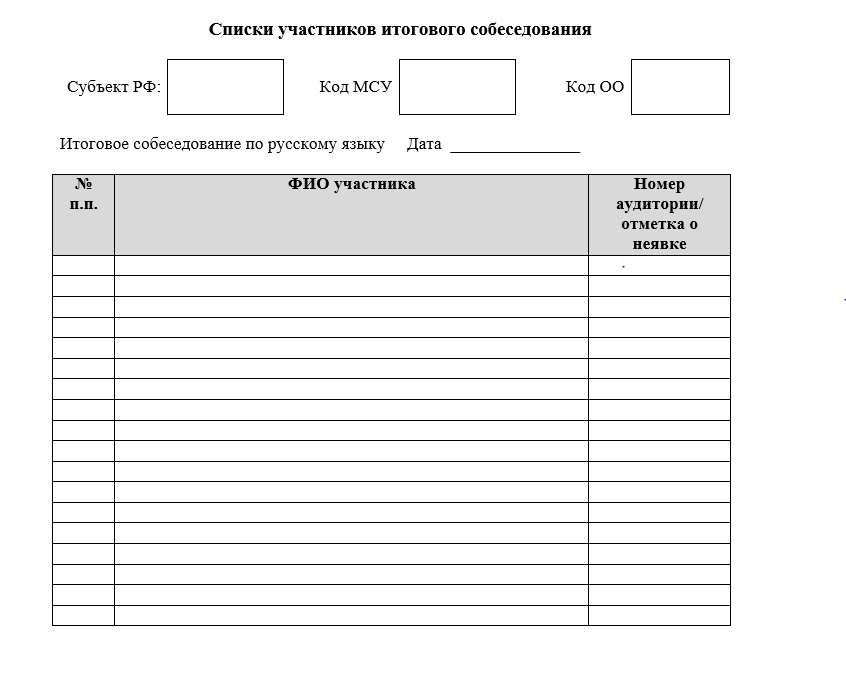 Списки участников итогового собеседования
Субъект РФ: Код МСУ Код ОО
Итоговое собеседование по русскому языку Дата _______________
№
п.п.
ФИО участника
Номер
аудитории/
отметка о
неявке